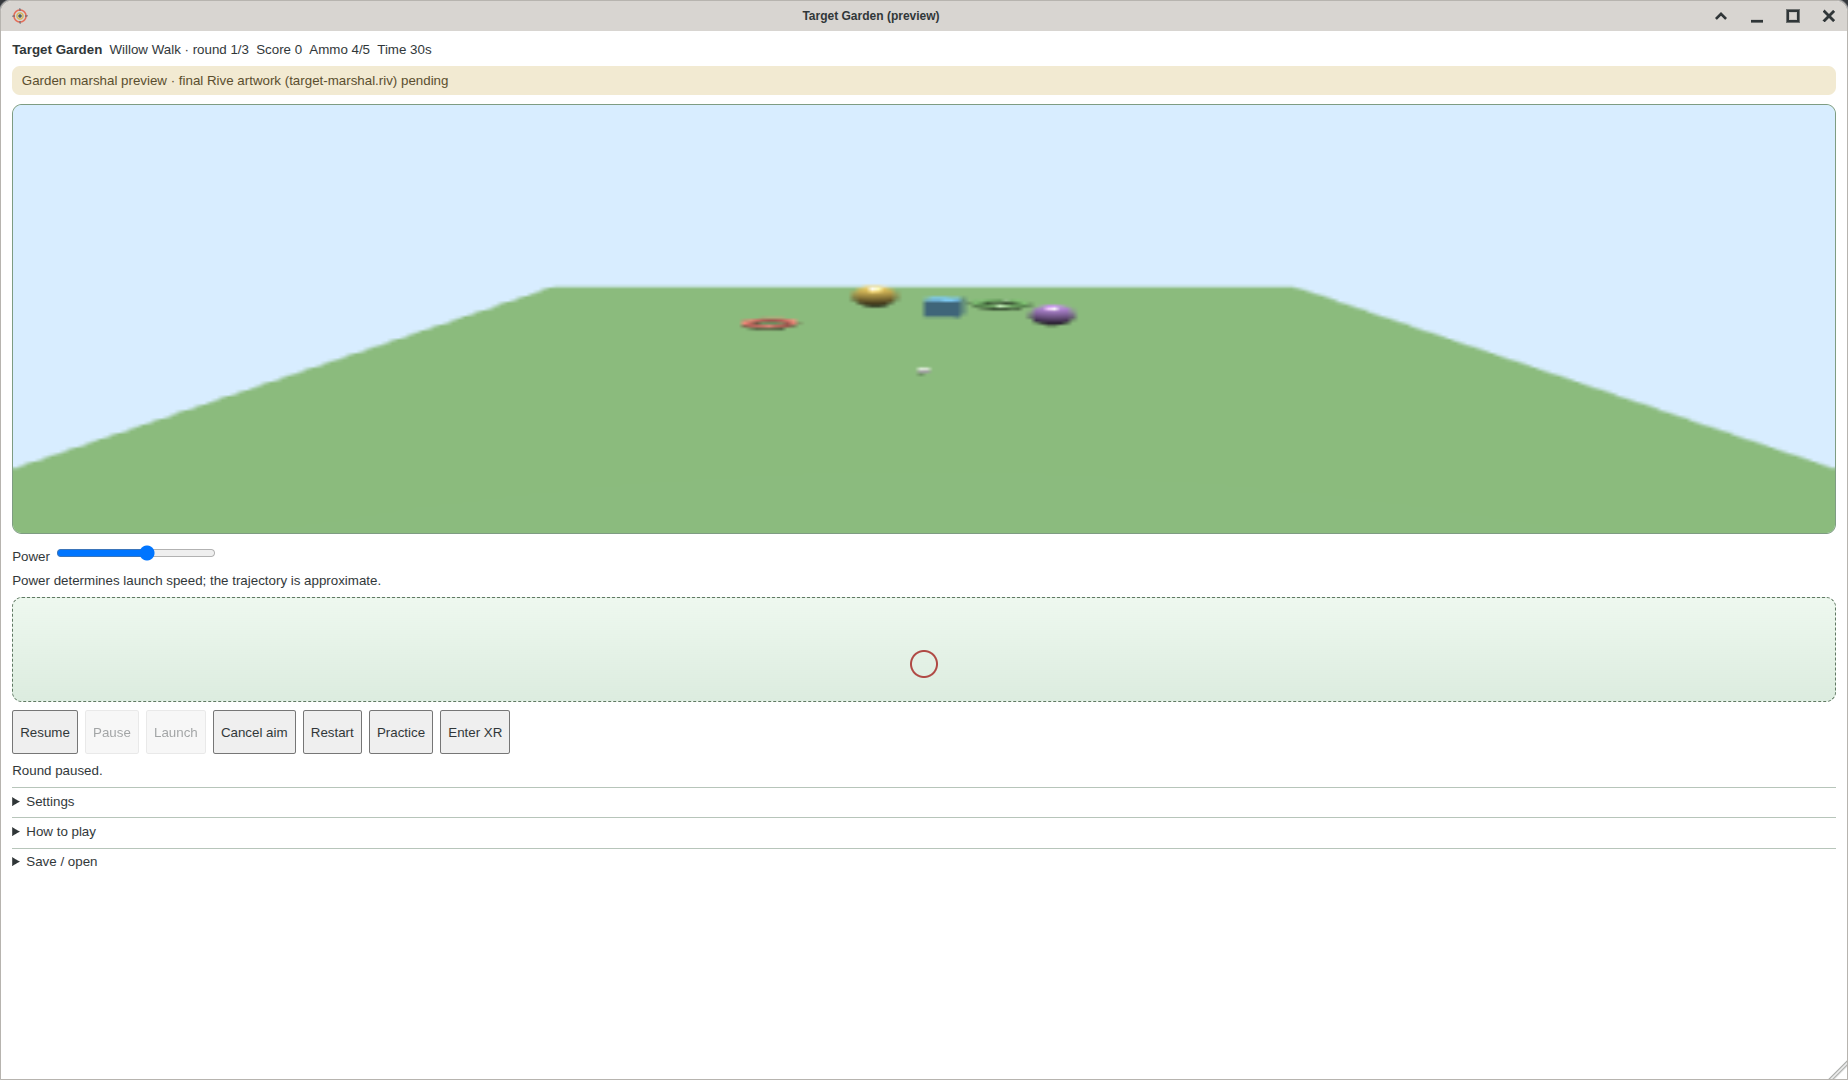 Target Garden (preview)
Target Garden Willow Walk · round 1/3 Score 0 Ammo 4/5 Time 30s
Garden marshal preview · final Rive artwork (target-marshal.riv) pending
Power
Power determines launch speed; the trajectory is approximate.
Resume Pause Launch Cancel aim Restart Practice Enter XR
Round paused.
Settings
How to play
Save / open